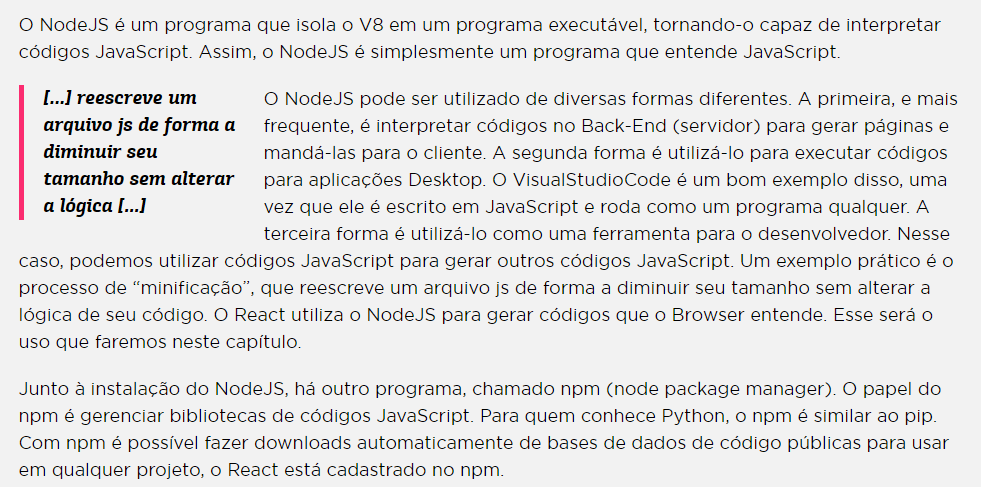 O NodeJS é um programa que isola o V8 em um programa executável, tornando-o capaz de interpretar
códigos JavaScript. Assim, o NodeJS é simplesmente um programa que entende JavaScript.
[...] reescreve um
arquivo js de forma a
diminuir seu
tamanho sem alterar
a lógica [...]
O NodeJS pode ser utilizado de diversas formas diferentes. A primeira, e mais
frequente, é interpretar códigos no Back-End (servidor) para gerar páginas e
mandá-las para o cliente. A segunda forma é utilizá-lo para executar códigos
para aplicações Desktop. O VisualStudioCode é um bom exemplo disso, uma
vez que ele é escrito em JavaScript e roda como um programa qualquer. A
terceira forma é utilizá-lo como uma ferramenta para o desenvolvedor. Nesse
caso, podemos utilizar códigos JavaScript para gerar outros códigos JavaScript. Um exemplo prático é o
processo de “minificação”, que reescreve um arquivo js de forma a diminuir seu tamanho sem alterar a
lógica de seu código. O React utiliza o NodeJS para gerar códigos que o Browser entende. Esse será o
uso que faremos neste capítulo.
Junto à instalação do NodeJS, há outro programa, chamado npm (node package manager). O papel do
npm é gerenciar bibliotecas de códigos JavaScript. Para quem conhece Python, o npm é similar ao pip.
Com npm é possível fazer downloads automaticamente de bases de dados de código públicas para usar
em qualquer projeto, o React está cadastrado no npm.